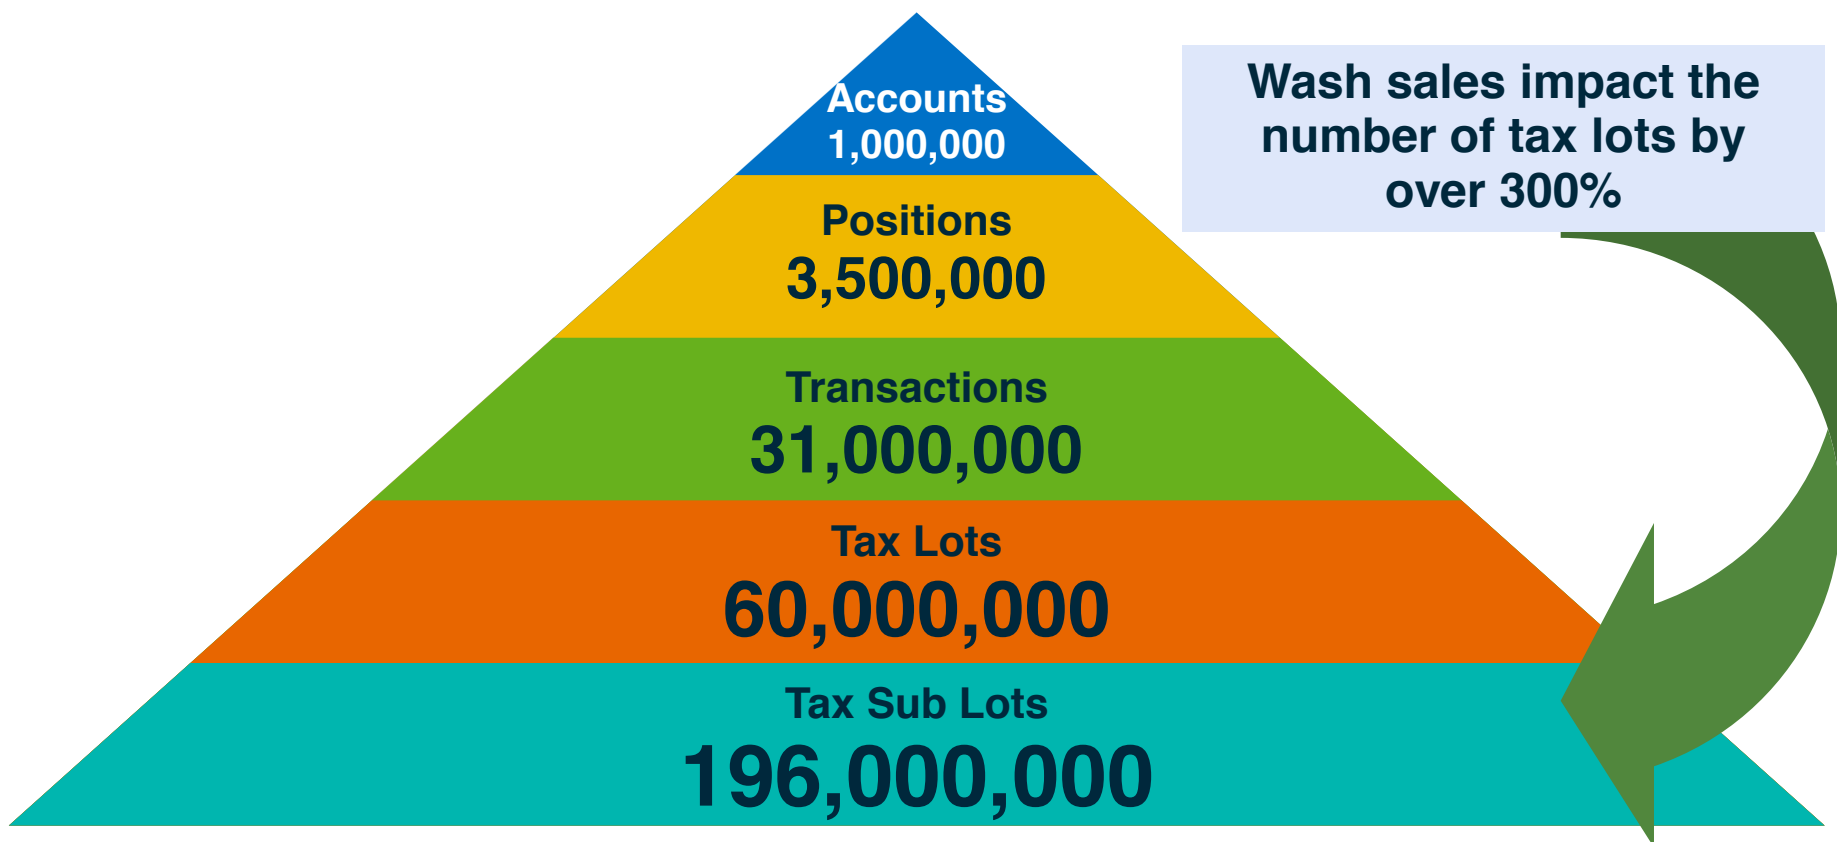 Accounts
1,000,000
Wash sales impact the
number of tax lots by
over 300%
Positions
3,500,000
Transactions
31,000,000
Tax Lots
60,000,000
Tax Sub Lots
196,000,000